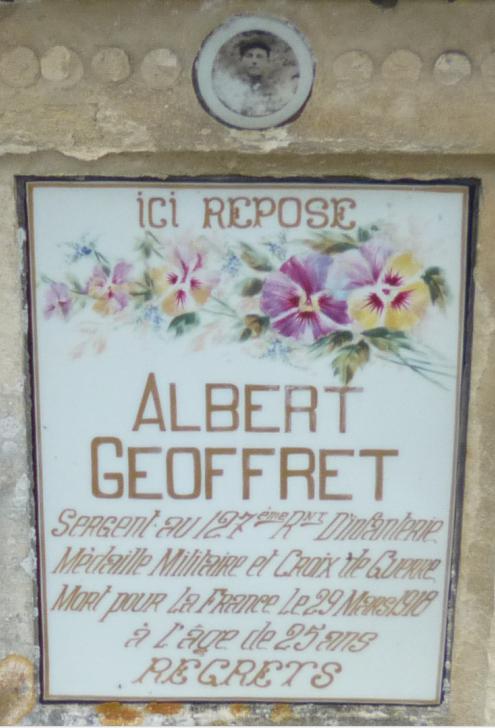 ICI REPOSE
ALBERT
GEOFFRET
Sergent au 127ème Rnt D'infanterie
Médaille Militaire et Croix de Guerre
Mort pour la France le 29 Mars 1918
à l'âge de 25 ans
REGRETS